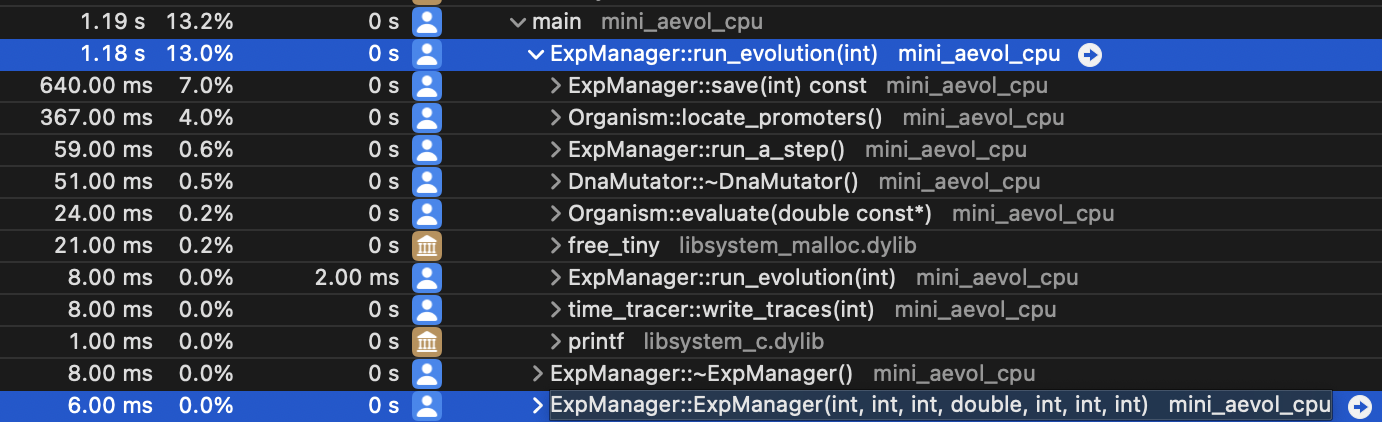 1.19 s 13.2% 0 s main mini_aevol_cpu
1.18 s 13.0% 0 s ExpManager::run_evolution(int) mini_aevol_cpu
640.00 ms 7.0% 0 s ExpManager::save(int) const mini_aevol_cpu
367.00 ms 4.0% 0 s Organism::locate_promoters() mini_aevol_cpu
59.00 ms 0.6% 0 s ExpManager::run_a_step() mini_aevol_cpu
51.00 ms 0.5% 0 s DnaMutator::~DnaMutator() mini_aevol_cpu
24.00 ms 0.2% 0 s Organism::evaluate(double const*) mini_aevol_cpu
21.00 ms 0.2% 0 s free_tiny libsystem_malloc.dylib
8.00 ms 0.0% 2.00 ms ExpManager::run_evolution(int) mini_aevol_cpu
8.00 ms 0.0% 0 s time_tracer::write_traces(int) mini_aevol_cpu
1.00 ms 0.0% 0 s printf libsystem_c.dylib
8.00 ms 0.0% 0 s ExpManager::~ExpManager() mini_aevol_cpu
6.00 ms 0.0% 0 s ExpManager::ExpManager(int, int, int, double, int, int, int) mini_aevol_cpu